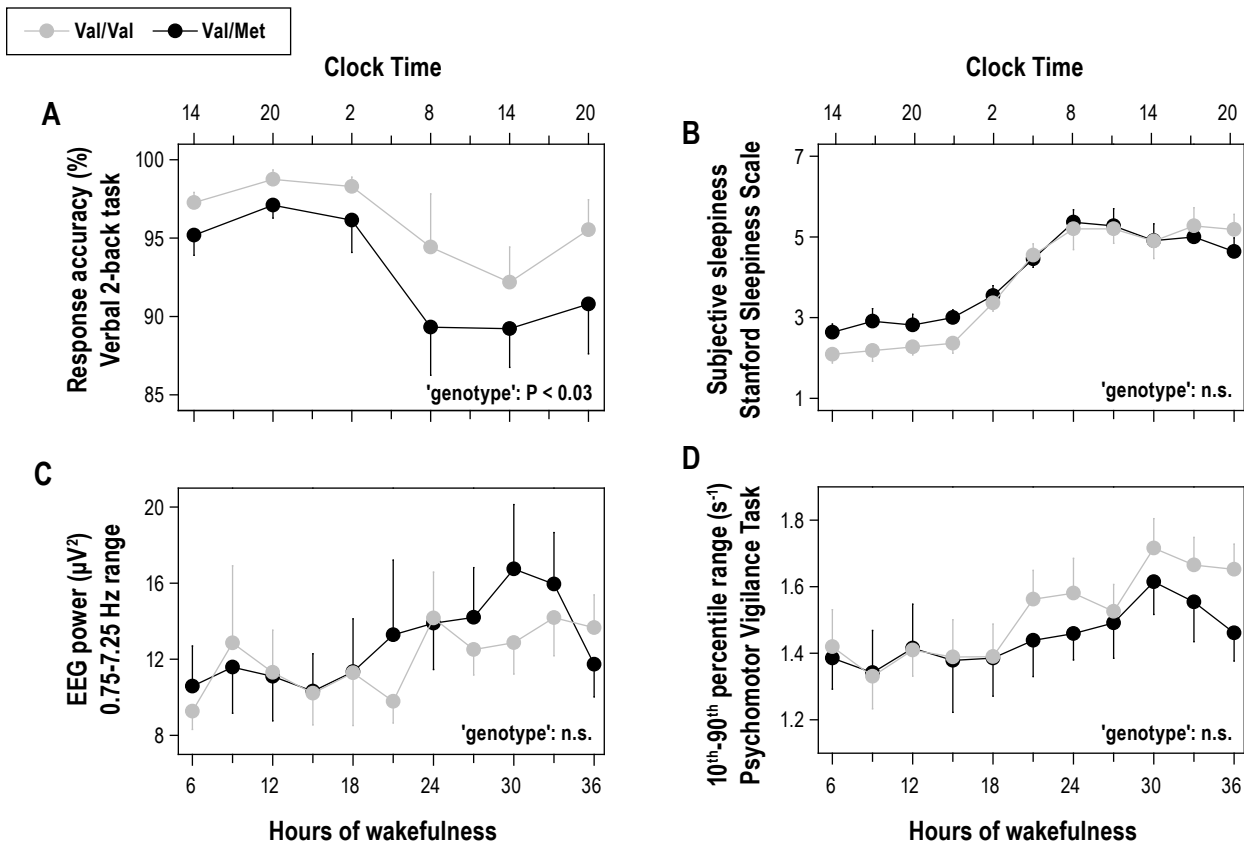 Val/Val Val/Met
Clock Time
14 20 2 8 14 20
A
Response accuracy (%)
Verbal 2-back task
100
95
90
85
'genotype': P < 0.03
Clock Time
14 20 2 8 14 20
B
Subjective sleepiness
Stanford Sleepiness Scale
7
5
3
1
'genotype': n.s.
C
EEG power (µV²)
0.75-7.25 Hz range
20
16
12
8
'genotype': n.s.
6 12 18 24 30 36
Hours of wakefulness
D
10th-90th percentile range (s⁻¹)
Psychomotor Vigilance Task
1.8
1.6
1.4
1.2
'genotype': n.s.
6 12 18 24 30 36
Hours of wakefulness